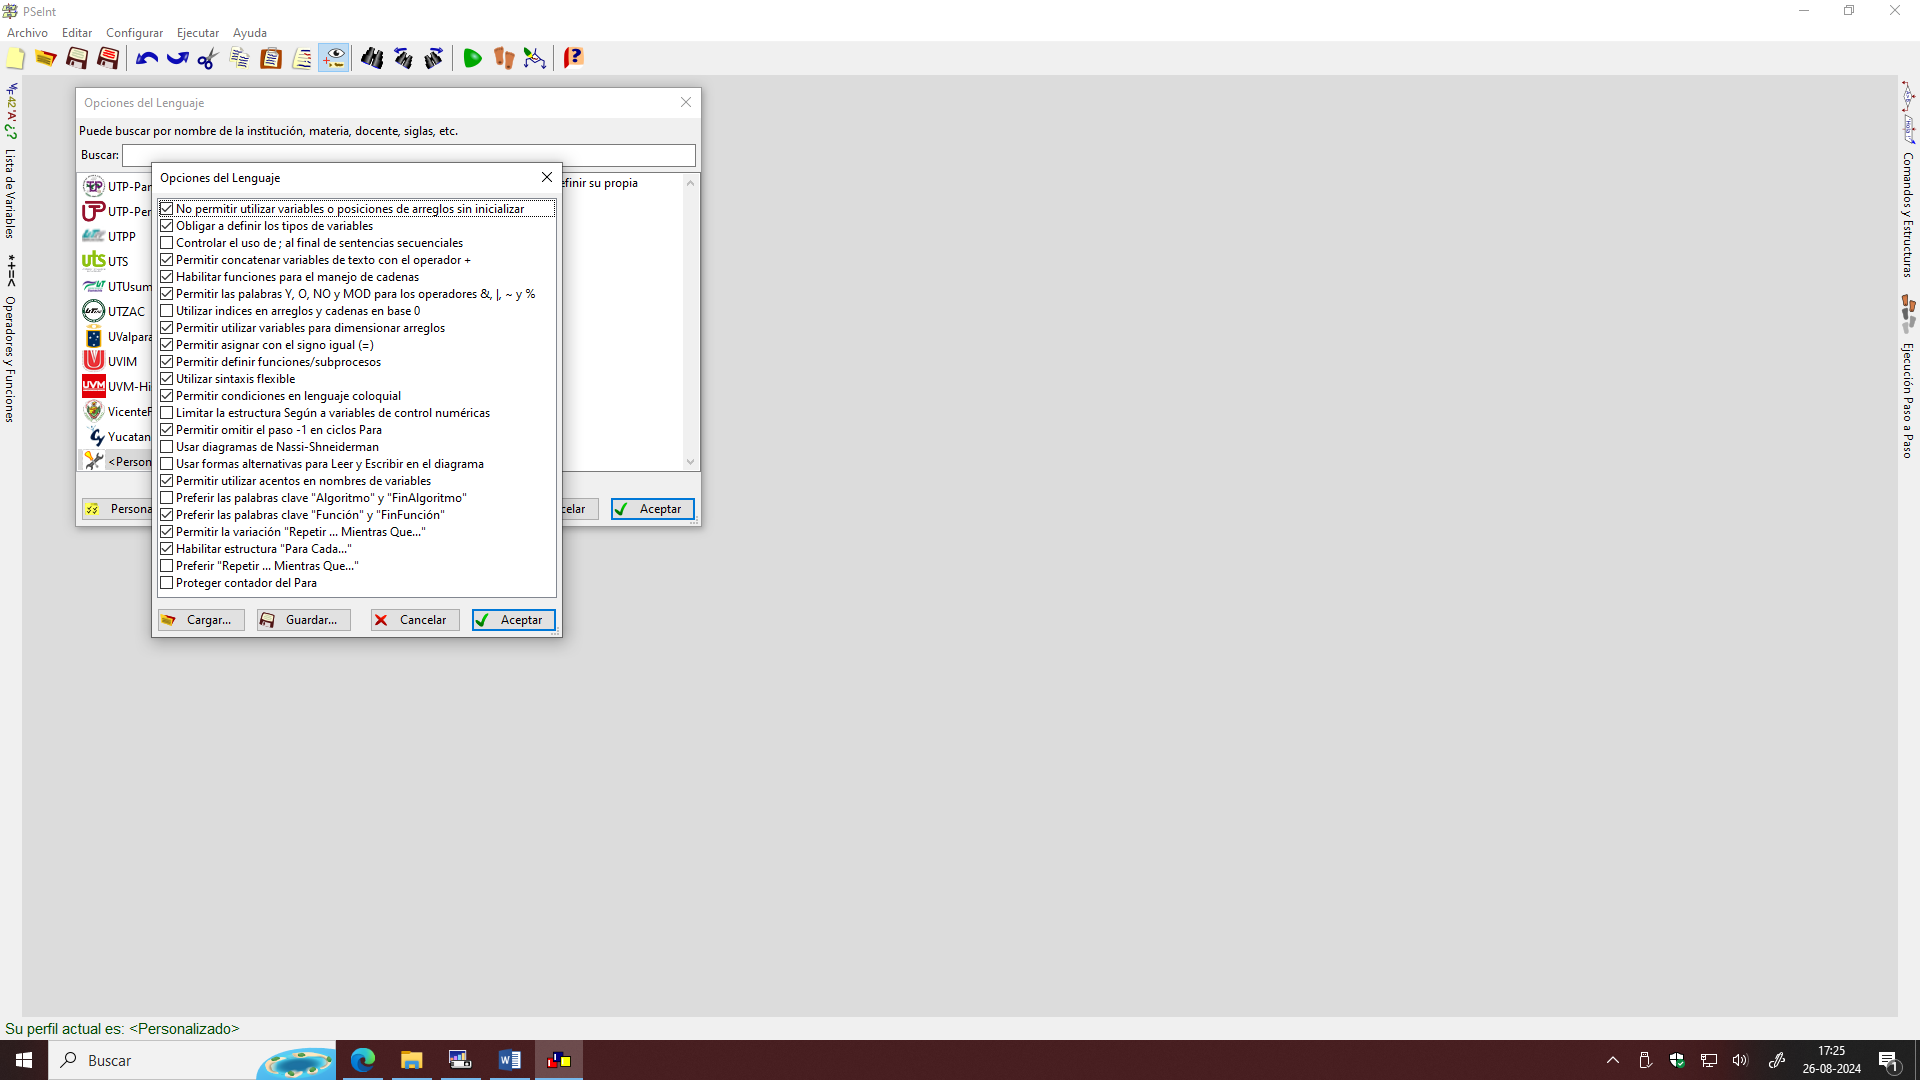 PSeInt
Archivo Editar Configurar Ejecutar Ayuda
Opciones del Lenguaje
Puede buscar por nombre de la institución, materia, docente, siglas, etc.
Buscar:
UTP-Par
UTP-Per
UTPP
UTS
UTUsum
UTZAC
UValpara
UVIM
UVM-Hi
VicenteF
Yucatan
<Person
efinir su propia
Persona
celar
Aceptar
Opciones del Lenguaje
No permitir utilizar variables o posiciones de arreglos sin inicializar
Obligar a definir los tipos de variables
Controlar el uso de ; al final de sentencias secuenciales
Permitir concatenar variables de texto con el operador +
Habilitar funciones para el manejo de cadenas
Permitir las palabras Y, O, NO y MOD para los operadores &, |, ~ y %
Utilizar indices en arreglos y cadenas en base 0
Permitir utilizar variables para dimensionar arreglos
Permitir asignar con el signo igual (=)
Permitir definir funciones/subprocesos
Utilizar sintaxis flexible
Permitir condiciones en lenguaje coloquial
Limitar la estructura Según a variables de control numéricas
Permitir omitir el paso -1 en ciclos Para
Usar diagramas de Nassi-Shneiderman
Usar formas alternativas para Leer y Escribir en el diagrama
Permitir utilizar acentos en nombres de variables
Preferir las palabras clave "Algoritmo" y "FinAlgoritmo"
Preferir las palabras clave "Función" y "FinFunción"
Permitir la variación "Repetir ... Mientras Que..."
Habilitar estructura "Para Cada..."
Preferir "Repetir ... Mientras Que..."
Proteger contador del Para
Cargar... Guardar... Cancelar Aceptar
Lista de Variables
*+=< Operadores y Funciones
Comandos y Estructuras
Ejecución Paso a Paso
Su perfil actual es: <Personalizado>
Buscar
17:25
26-08-2024
1